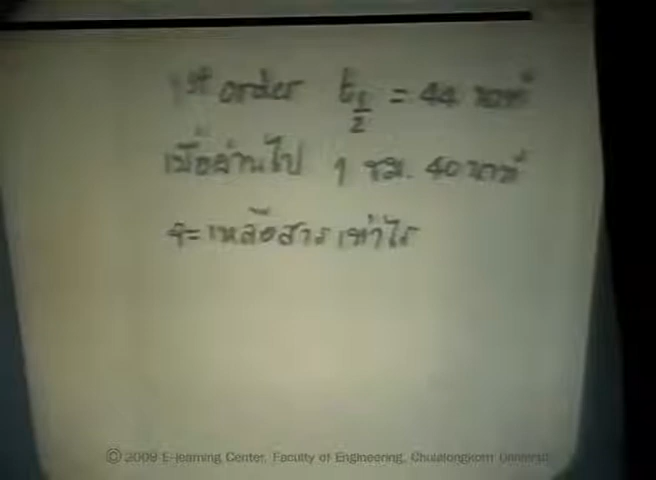 1st order t½ = 44 นาที
เมื่อผ่านไป 1 ชม. 40 นาที
จะเหลือสารเท่าไร
© 2009 E-learning Center, Faculty of Engineering, Chulalongkorn Universi